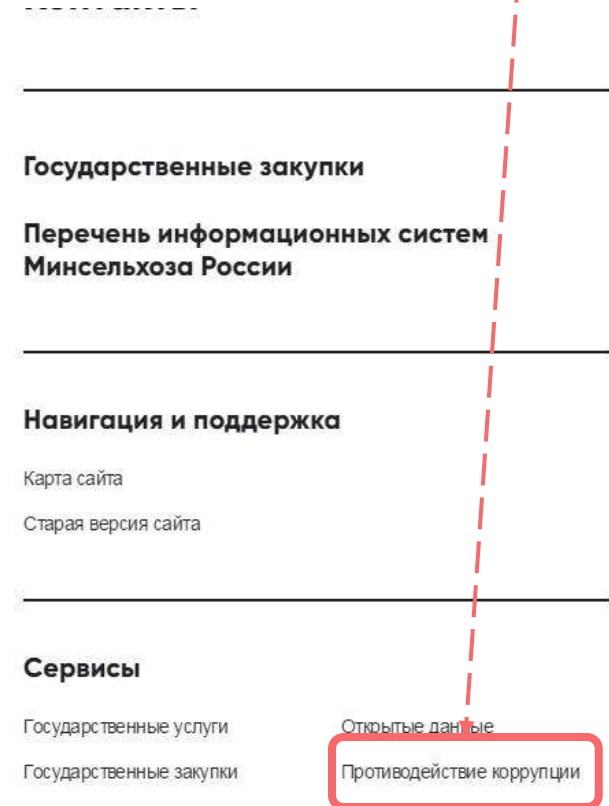 Государственные закупки
Перечень информационных систем
Минсельхоза России
Навигация и поддержка
Карта сайта
Старая версия сайта
Сервисы
Государственные услуги
Открытые данные
Государственные закупки
Противодействие коррупции